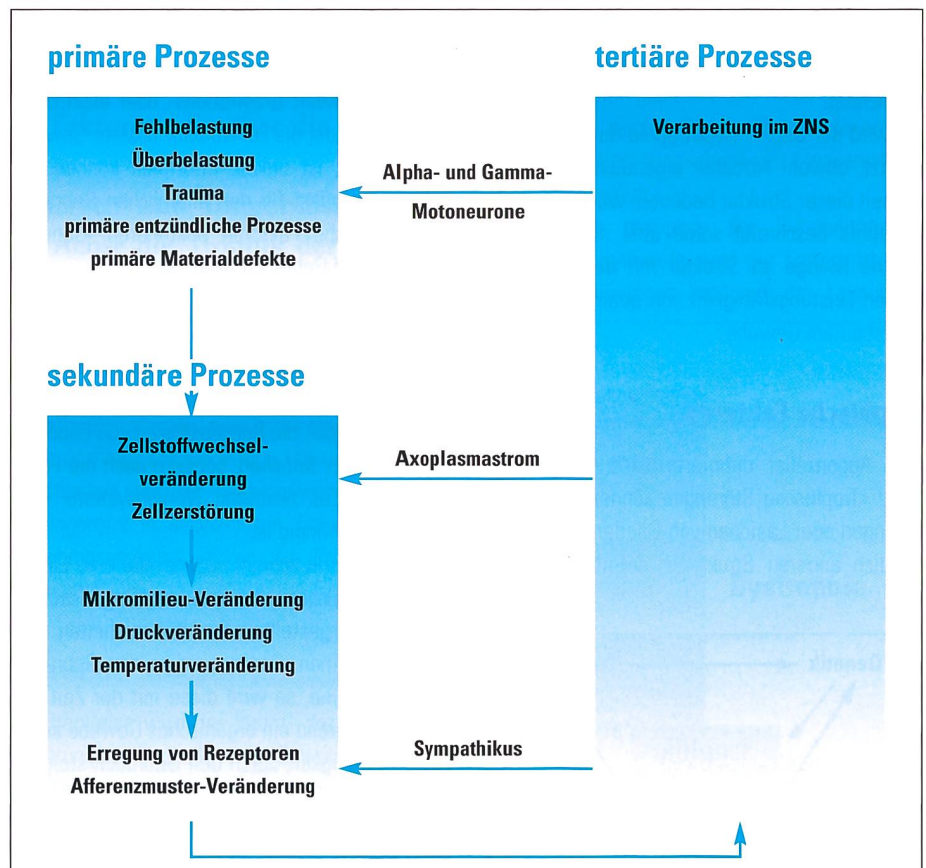 primäre Prozesse
Fehlbelastung
Überbelastung
Trauma
primäre entzündliche Prozesse
primäre Materialdefekte
sekundäre Prozesse
Zellstoffwechsel-
veränderung
Zellzerstörung
Mikromilieu-Veränderung
Druckveränderung
Temperaturveränderung
Erregung von Rezeptoren
Afferenzmuster-Veränderung
Alpha- und Gamma-
Motoneurone
Axoplasmastrom
Sympathikus
tertiäre Prozesse
Verarbeitung im ZNS